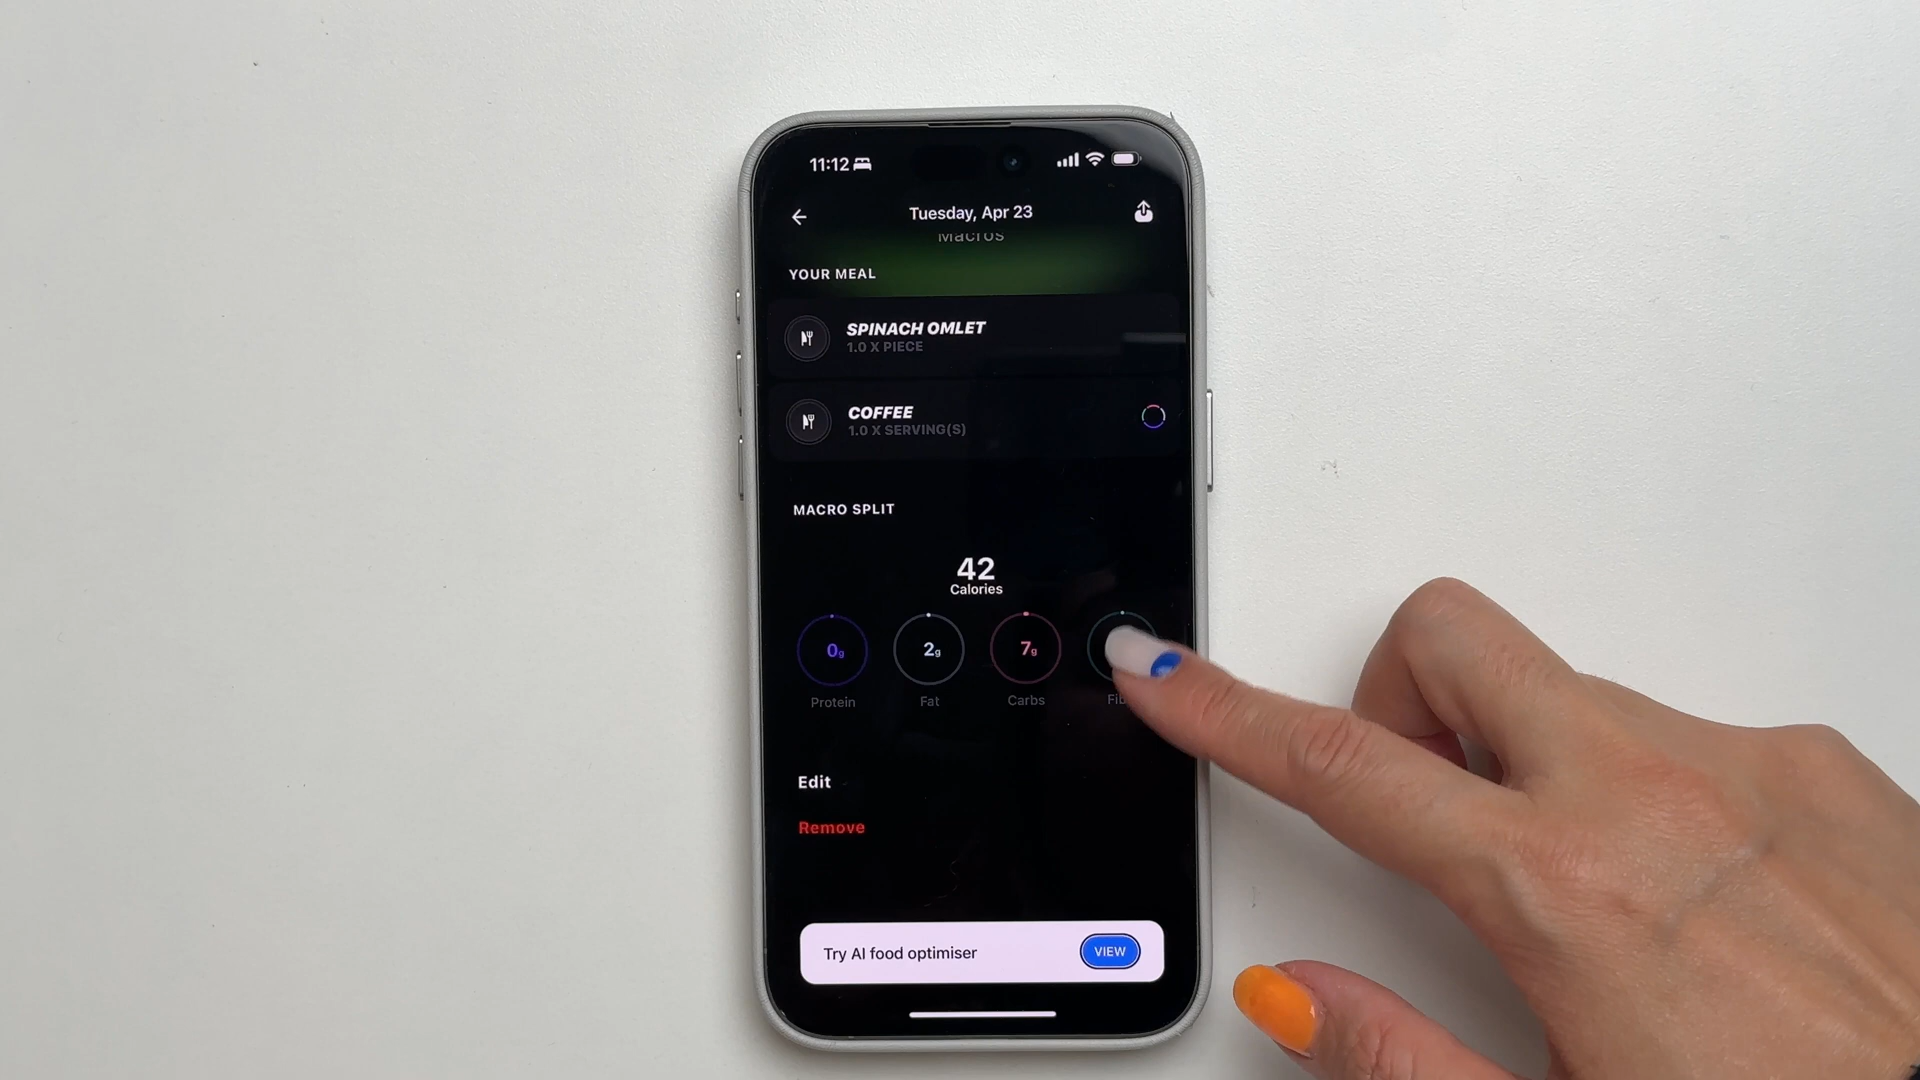 11:12
Tuesday, Apr 23
Macros
YOUR MEAL
SPINACH OMLET
1.0 X PIECE
COFFEE
1.0 X SERVING(S)
MACRO SPLIT
42
Calories
0g 2g 7g
Protein Fat Carbs
Edit
Remove
Try AI food optimiser VIEW